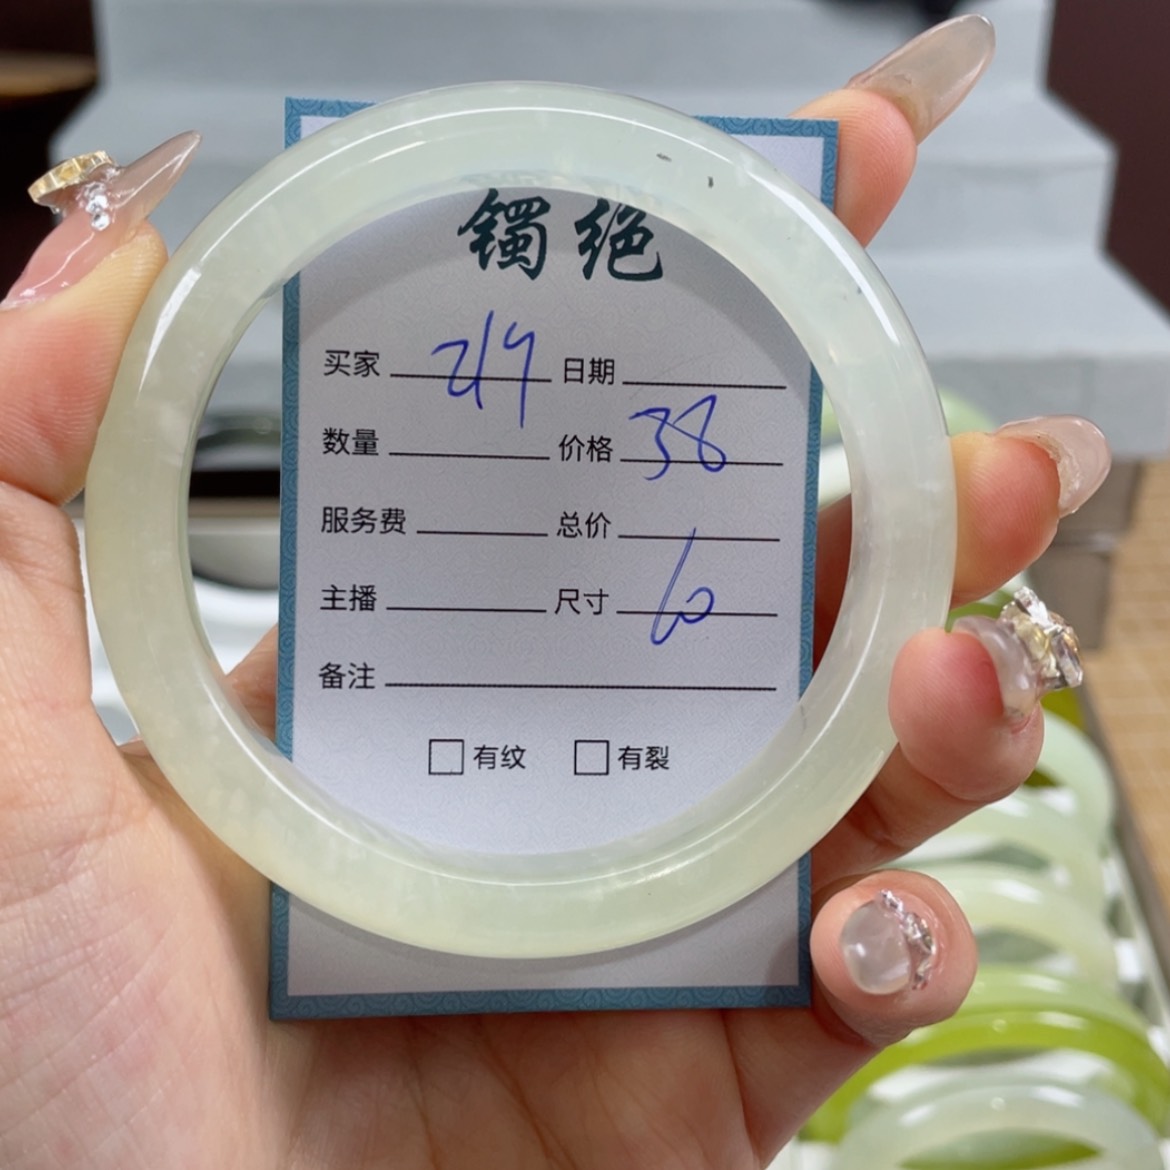 镯绝
买家 219 日期
数量 价格 38
服务费 总价
主播 尺寸 60
备注
□有纹 □有裂